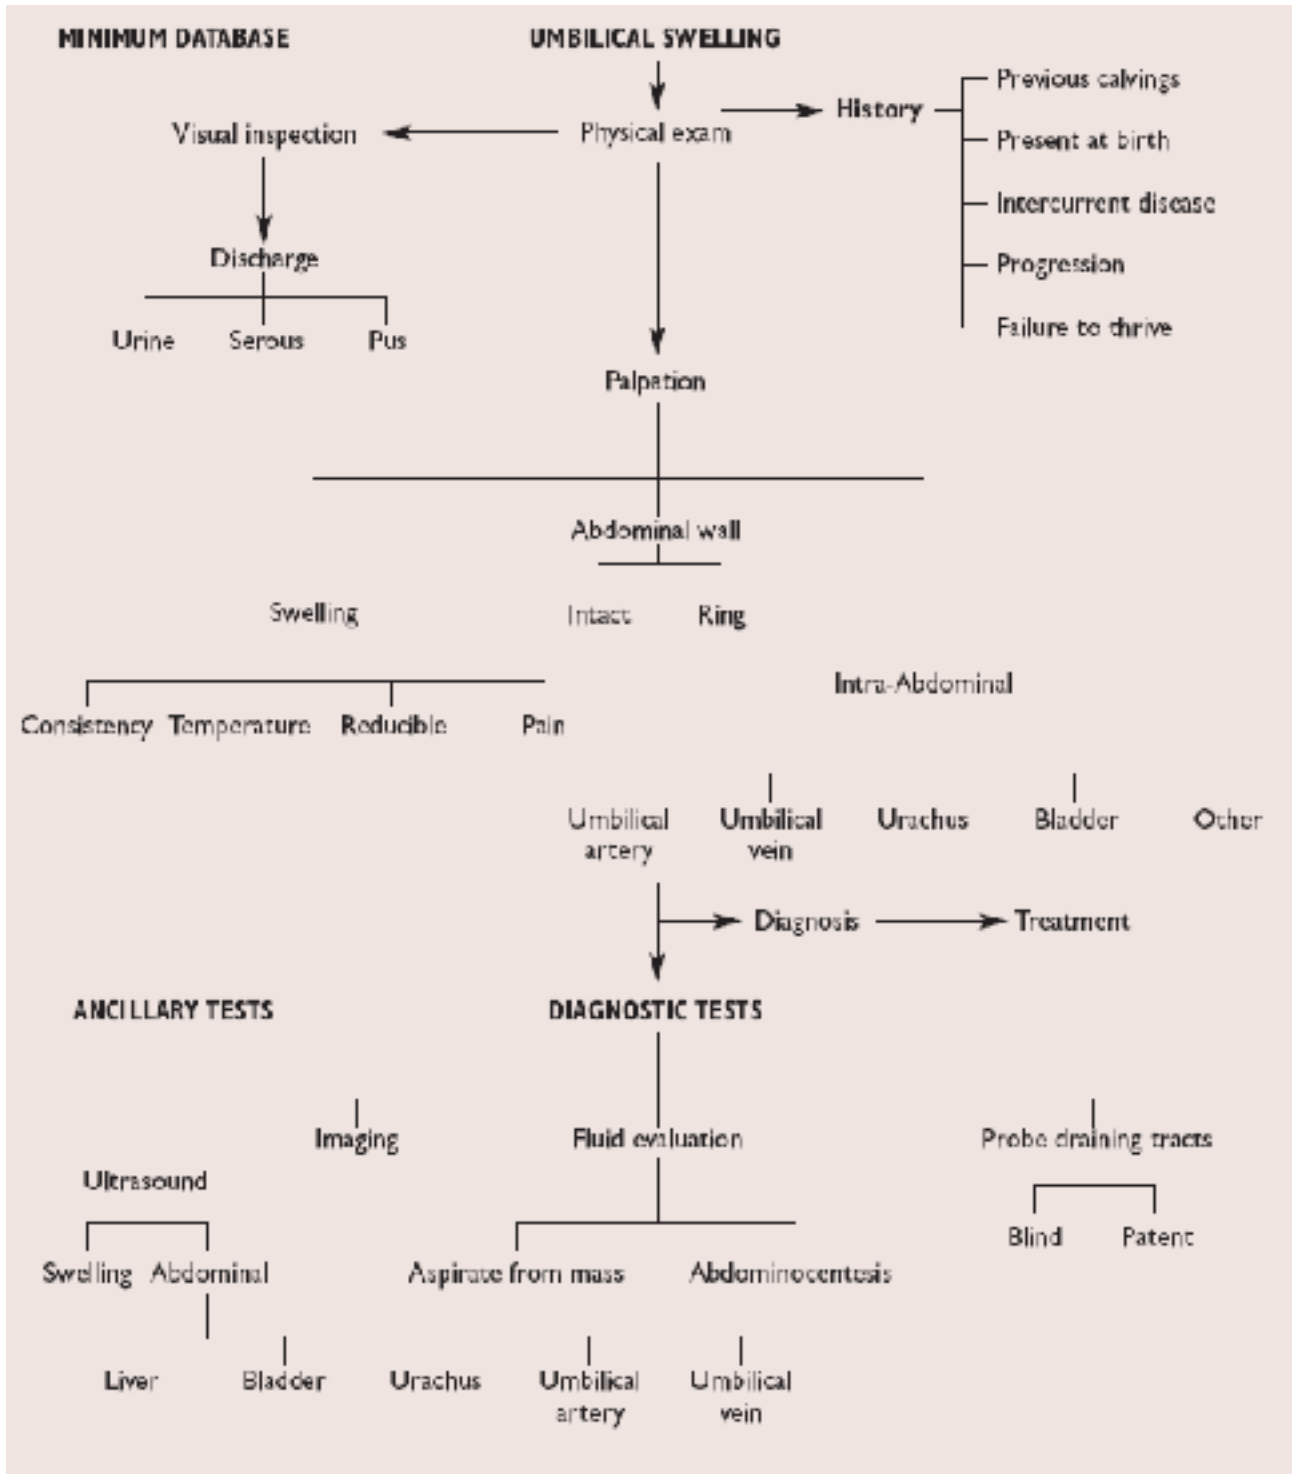 MINIMUM DATABASE
UMBILICAL SWELLING
Previous calvings
History
Visual inspection
Physical exam
Present at birth
Intercurrent disease
Discharge
Progression
Urine
Serous
Pus
Failure to thrive
Palpation
Abdominal wall
Swelling
Intact
Ring
Intra-Abdominal
Consistency
Temperature
Reducible
Pain
Umbilical
artery
Umbilical
vein
Urachus
Bladder
Other
Diagnosis
Treatment
ANCILLARY TESTS
DIAGNOSTIC TESTS
Imaging
Fluid evaluation
Probe draining tracts
Ultrasound
Blind
Patent
Swelling
Abdominal
Aspirate from mass
Abdominocentesis
Liver
Bladder
Urachus
Umbilical
artery
Umbilical
vein